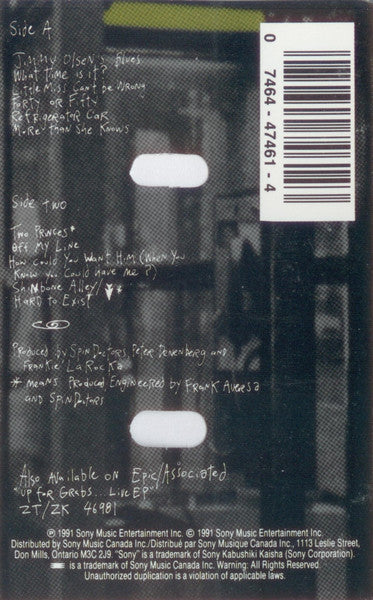 Side A
Jimmy Olsen's Blues
What Time is it?
Little Miss Can't be Wrong
Forty or Fifty
Refrigerator Car
More than She Knows
Side two
Two Princes*
Off My Line
How Could You Want Him (When You
Know you Could Have me?)
Shinbone Alley/
Hard to Exist
Produced by Spin Doctors, Peter Denenberg and
Frankie LaRocka
* means Produced Engineered by Frank Aversa
and Spin Doctors
Also Available on Epic/Associated
"up for Grabs.. Live EP"
ZT/ZK 46981
0 7464-47461-4
℗ 1991 Sony Music Entertainment Inc. © 1991 Sony Music Entertainment Inc.
Distributed by Sony Music Canada Inc./Distribué par Sony Musique Canada Inc., 1113 Leslie Street,
Don Mills, Ontario M3C 2J9. "Sony" is a trademark of Sony Kabushiki Kaisha (Sony Corporation).
is a trademark of Sony Music Canada Inc. Warning: All Rights Reserved.
Unauthorized duplication is a violation of applicable laws.